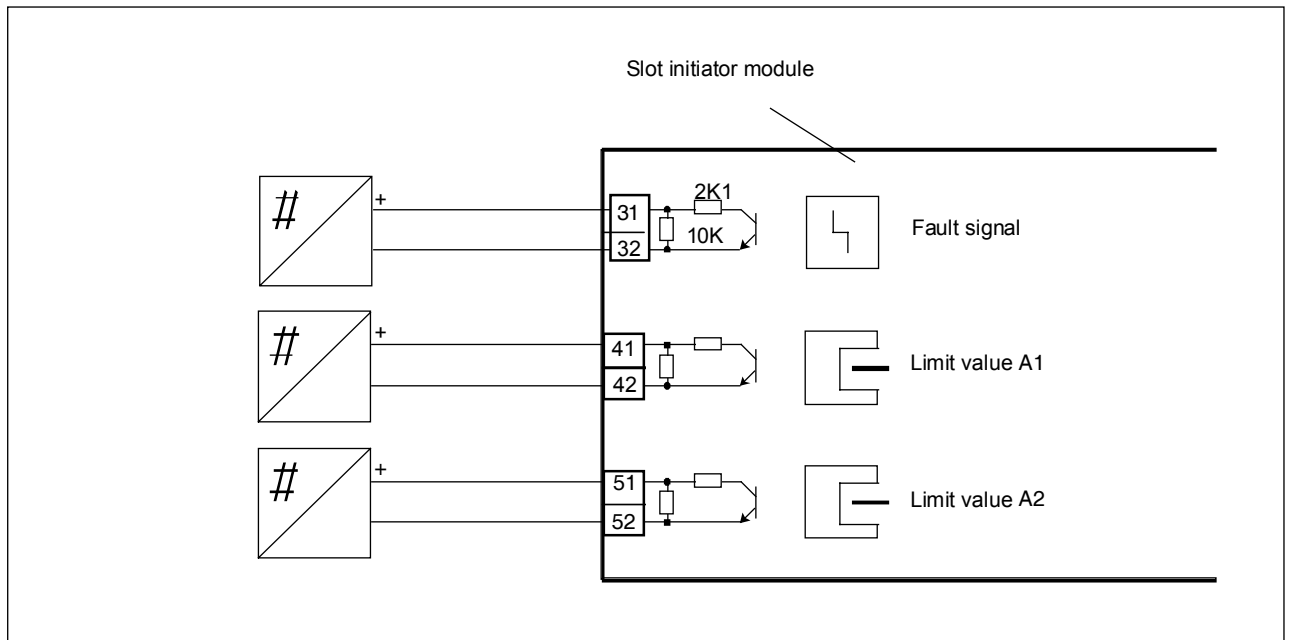 Slot initiator module
#
+
31
32
2K1
10K
Fault signal
#
+
41
42
Limit value A1
#
+
51
52
Limit value A2